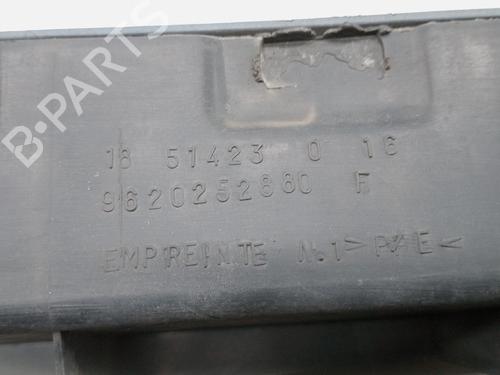 B-PARTS
18 51423 0 16
9620252880 F
EMPREINTE N.1 >P/E<